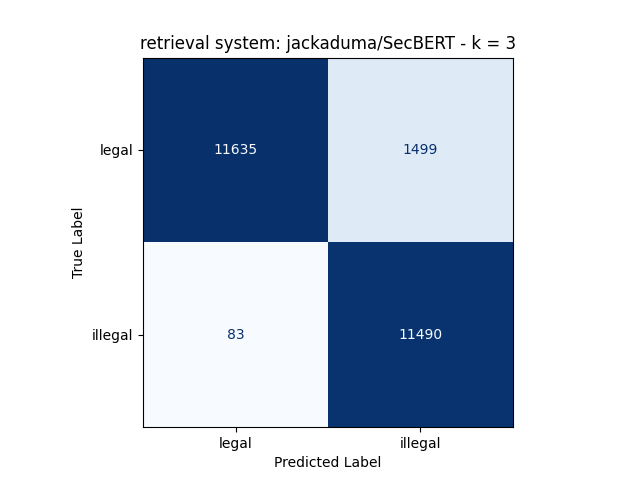 retrieval system: jackaduma/SecBERT - k = 3
True Label
legal
11635
1499
illegal
83
11490
legal
illegal
Predicted Label